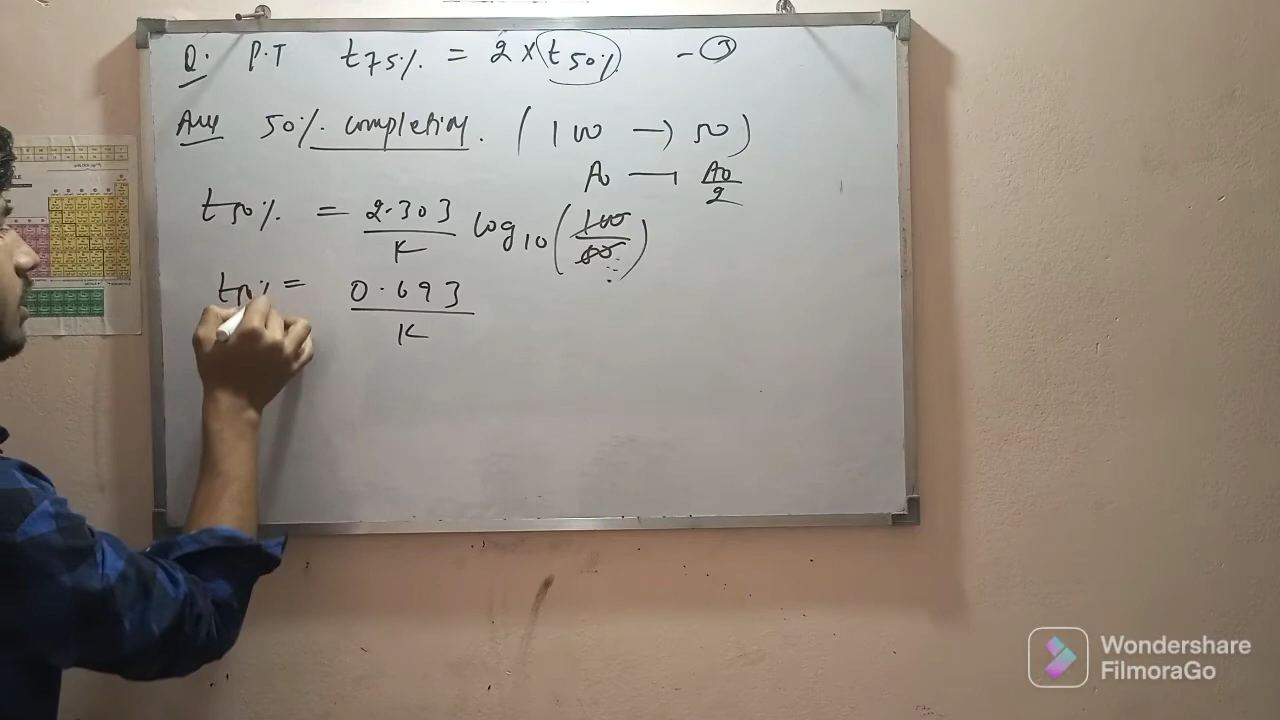 Q. P.T t75% = 2 × t50% - ①
Ans 50% completion. ( 100 → 50 )
A0 → A0/2
t50% = 2.303/K log10 (100/50)
t50% = 0.693/K
Wondershare
FilmoraGo